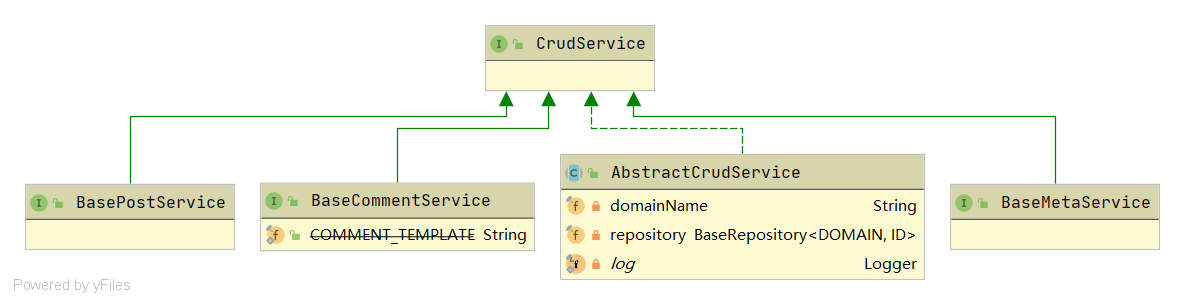 I CrudService
I BasePostService
I BaseCommentService
f COMMENT_TEMPLATE String
C AbstractCrudService
f domainName String
f repository BaseRepository<DOMAIN, ID>
log Logger
I BaseMetaService
Powered by yFiles